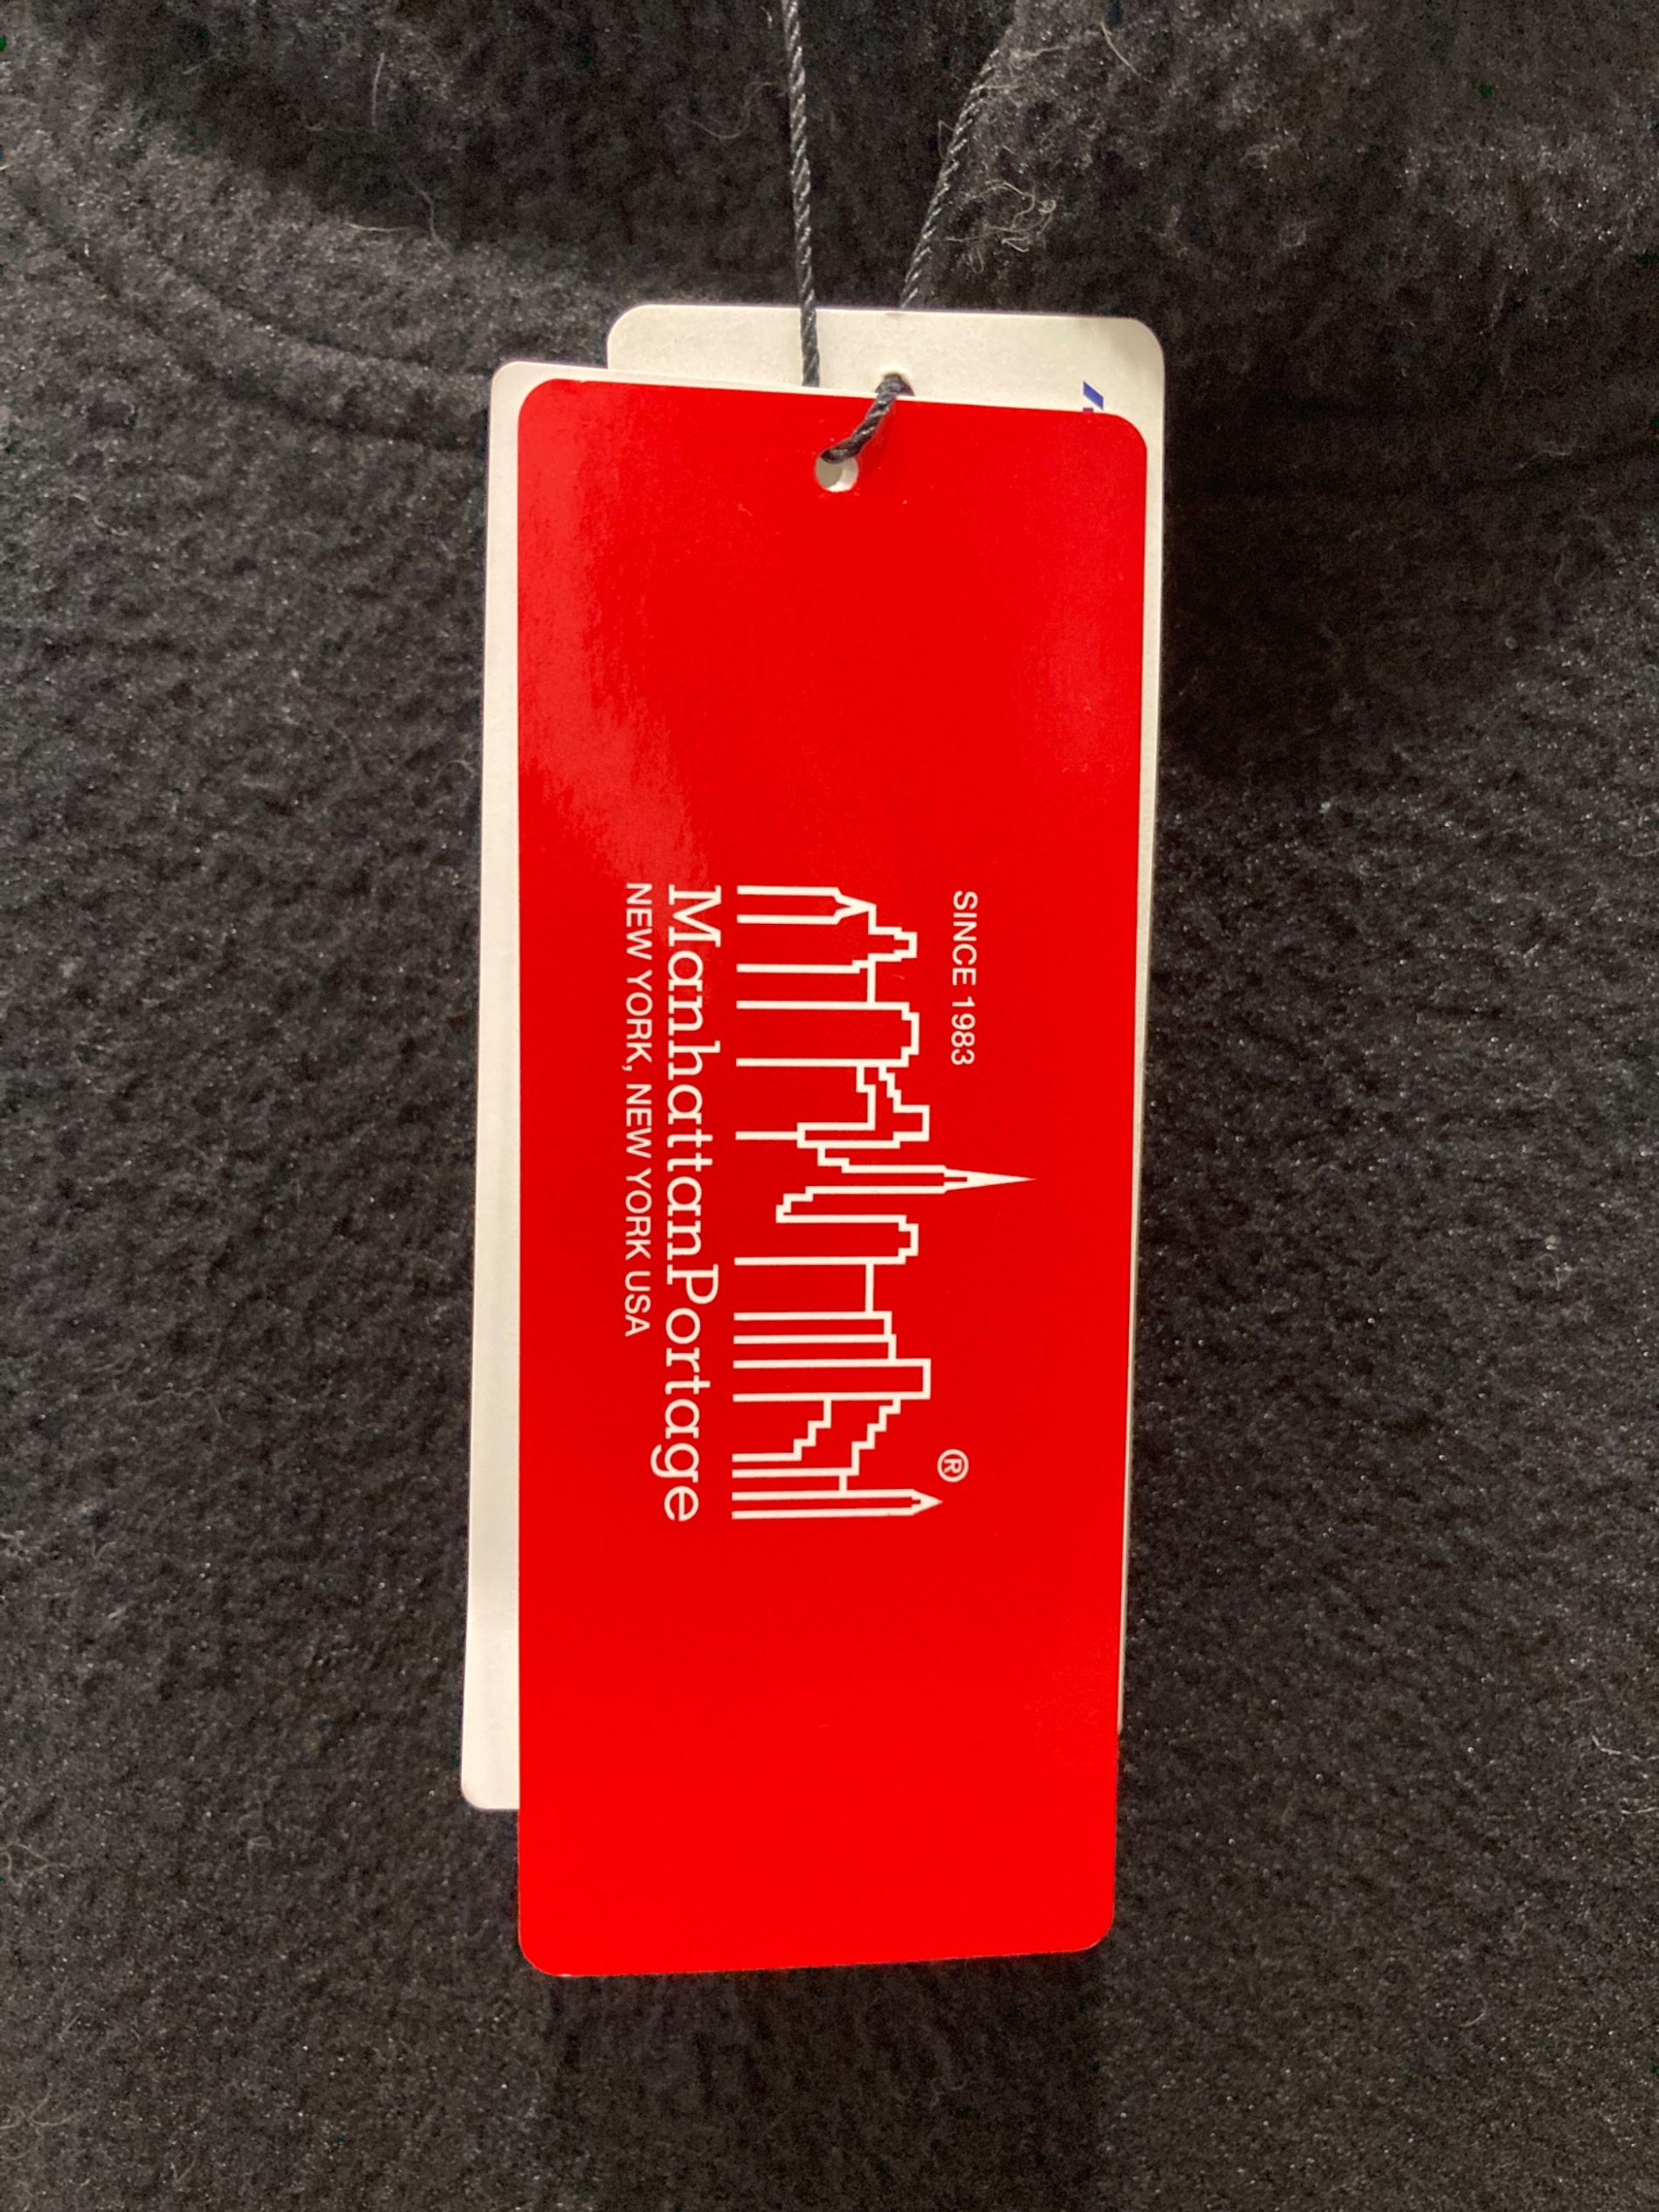 SINCE 1983
®
ManhattanPortage
NEW YORK, NEW YORK USA